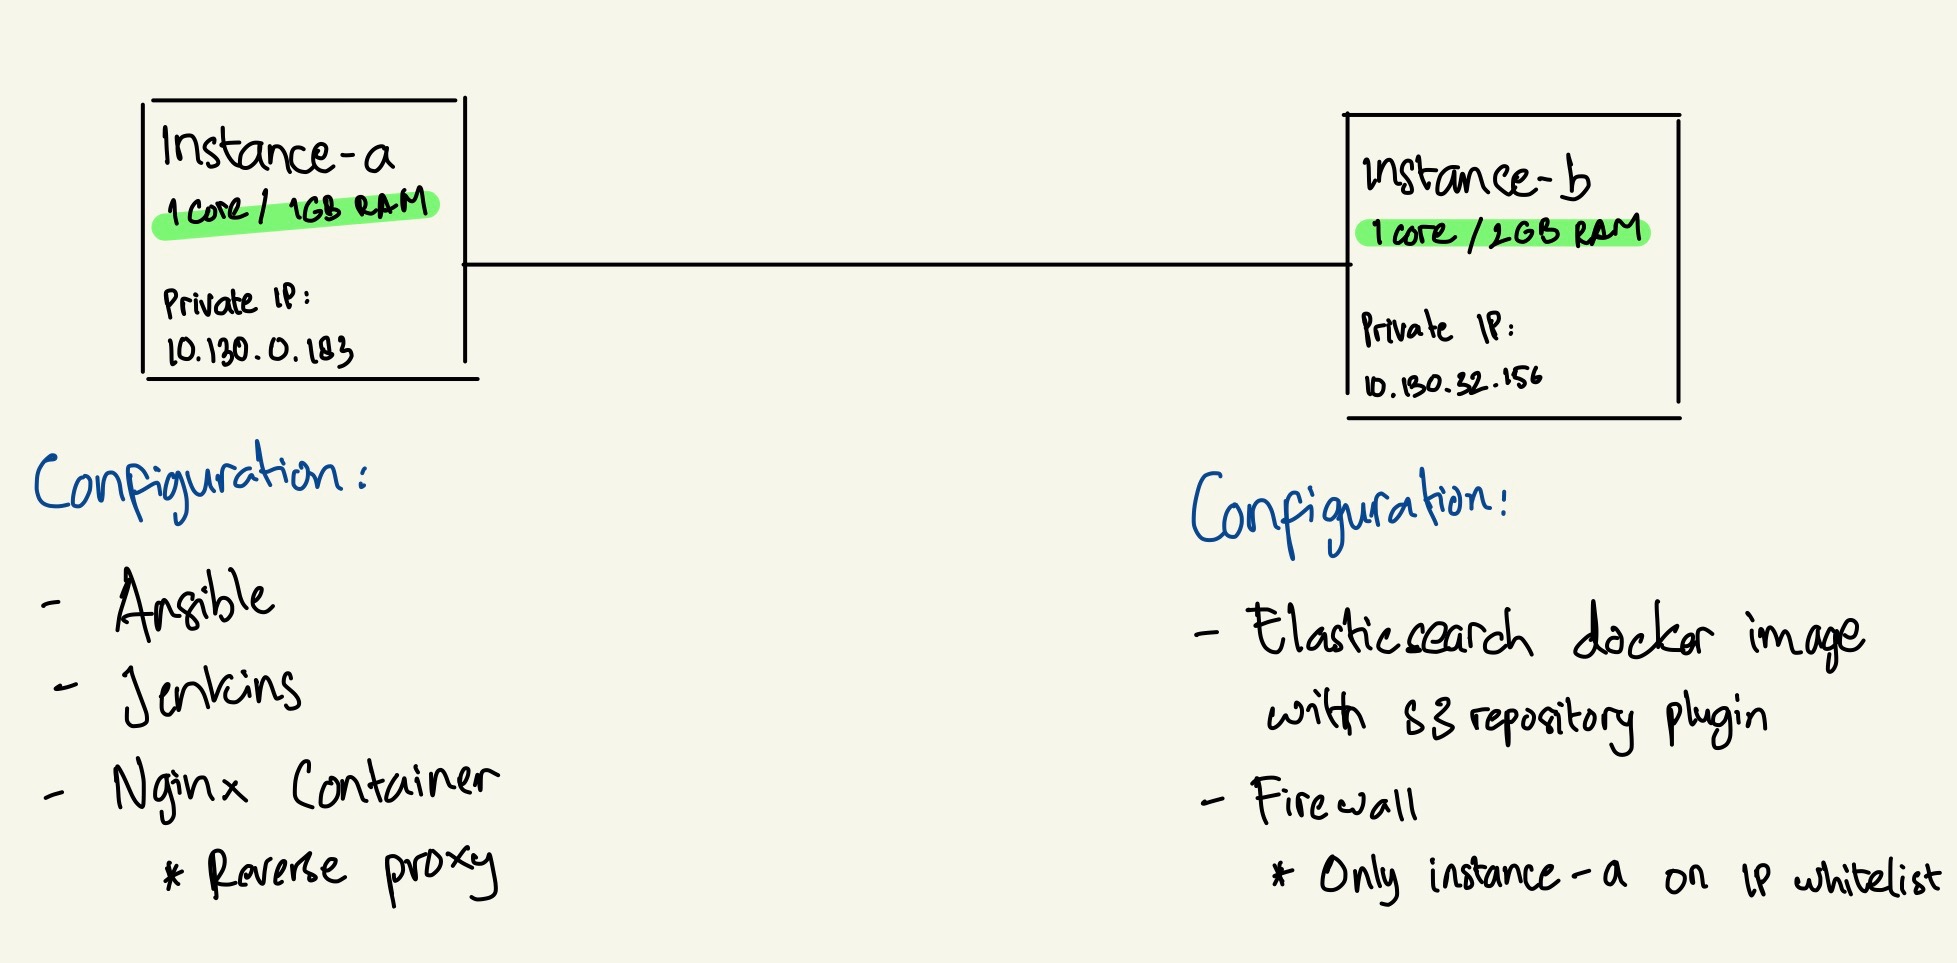 Instance-a
1 core / 1GB RAM
Private IP:
10.130.0.183
Configuration:
- Ansible
- Jenkins
- Nginx Container
* Reverse proxy
instance-b
1 core / 2GB RAM
Private IP:
10.130.32.156
Configuration:
- Elasticsearch docker image
with S3 repository plugin
- Firewall
* Only instance-a on IP whitelist